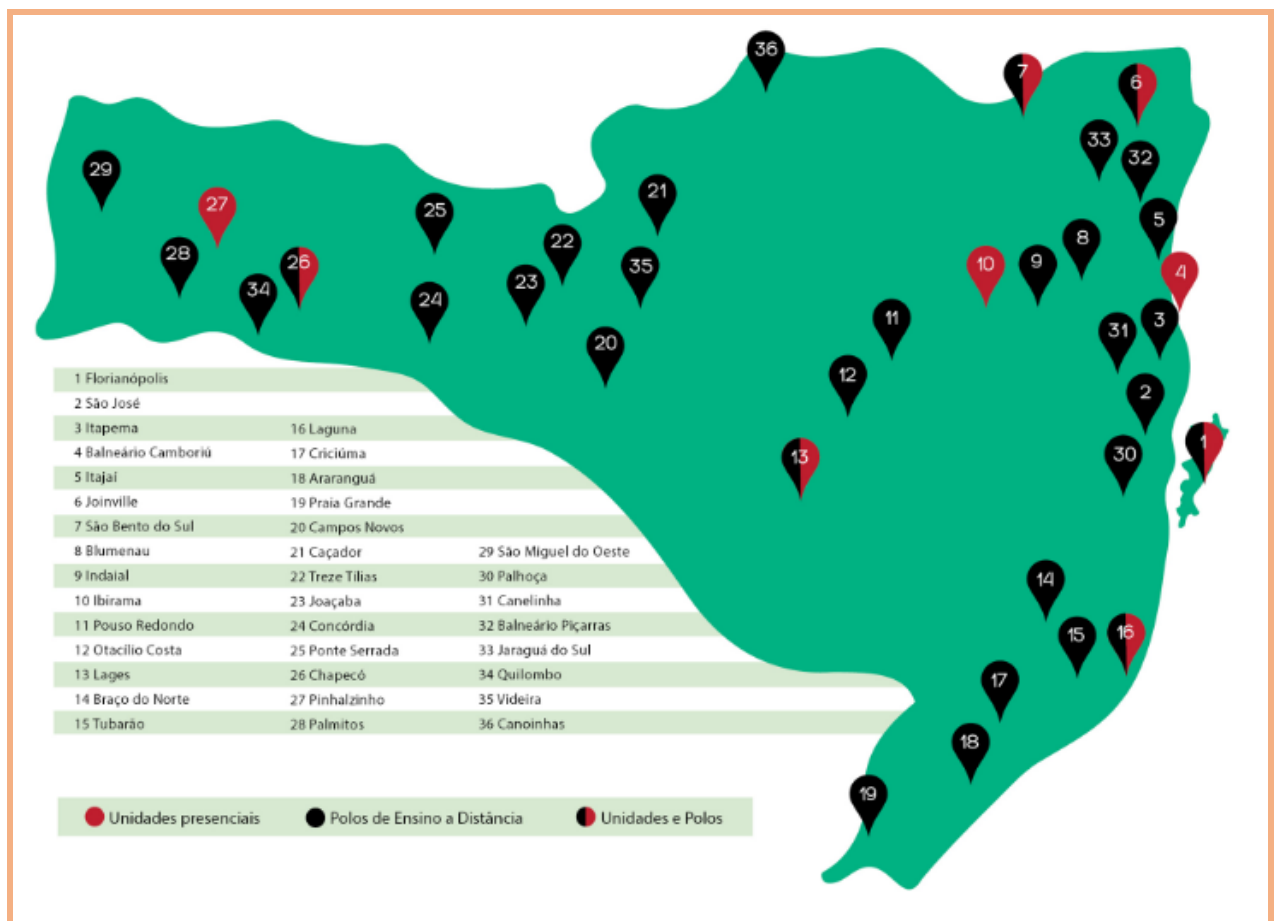 36
7
6
33
32
29
27
21
25
5
28
26
22
8
35
10
9
4
34
23
24
11
3
31
20
12
2
13
30
1
14
15
16
17
18
19
1 Florianópolis
2 São José
3 Itapema
4 Balneário Camboriú
5 Itajaí
6 Joinville
7 São Bento do Sul
8 Blumenau
9 Indaial
10 Ibirama
11 Pouso Redondo
12 Otacílio Costa
13 Lages
14 Braço do Norte
15 Tubarão
16 Laguna
17 Criciúma
18 Araranguá
19 Praia Grande
20 Campos Novos
21 Caçador
22 Treze Tílias
23 Joaçaba
24 Concórdia
25 Ponte Serrada
26 Chapecó
27 Pinhalzinho
28 Palmitos
29 São Miguel do Oeste
30 Palhoça
31 Canelinha
32 Balneário Piçarras
33 Jaraguá do Sul
34 Quilombo
35 Videira
36 Canoinhas
Unidades presenciais
Polos de Ensino a Distância
Unidades e Polos